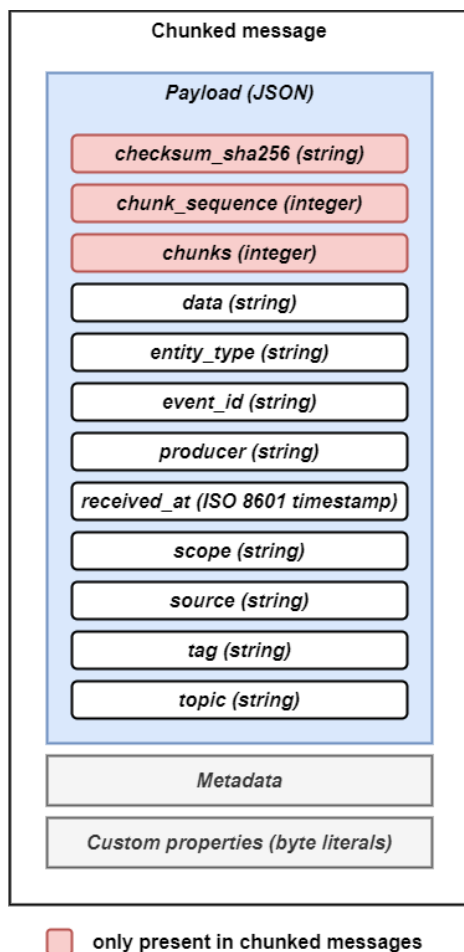 Chunked message
Payload (JSON)
checksum_sha256 (string)
chunk_sequence (integer)
chunks (integer)
data (string)
entity_type (string)
event_id (string)
producer (string)
received_at (ISO 8601 timestamp)
scope (string)
source (string)
tag (string)
topic (string)
Metadata
Custom properties (byte literals)
only present in chunked messages